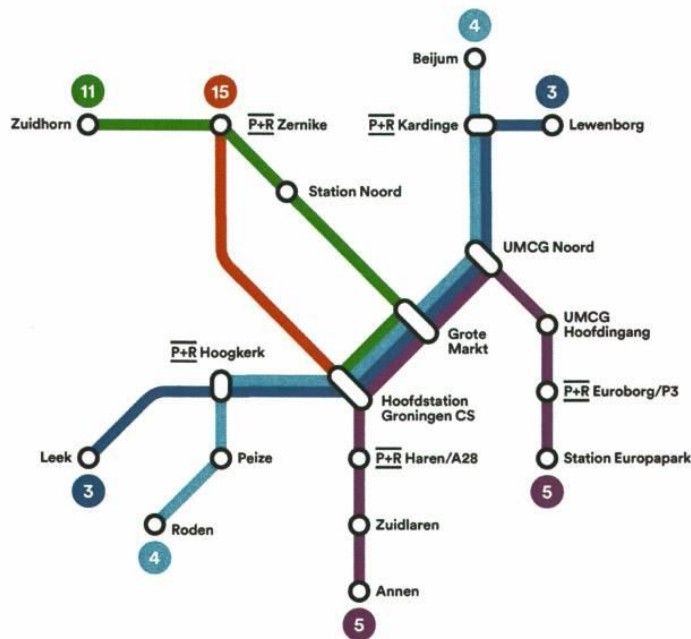 4
Beijum
11
15
3
Zuidhorn
P+R Zernike
P+R Kardinge
Lewenborg
Station Noord
UMCG Noord
UMCG
Hoofdingang
Grote
Markt
P+R Hoogkerk
P+R Euroborg/P3
Hoofdstation
Groningen CS
Leek
Peize
P+R Haren/A28
Station Europapark
3
5
Roden
Zuidlaren
4
Annen
5